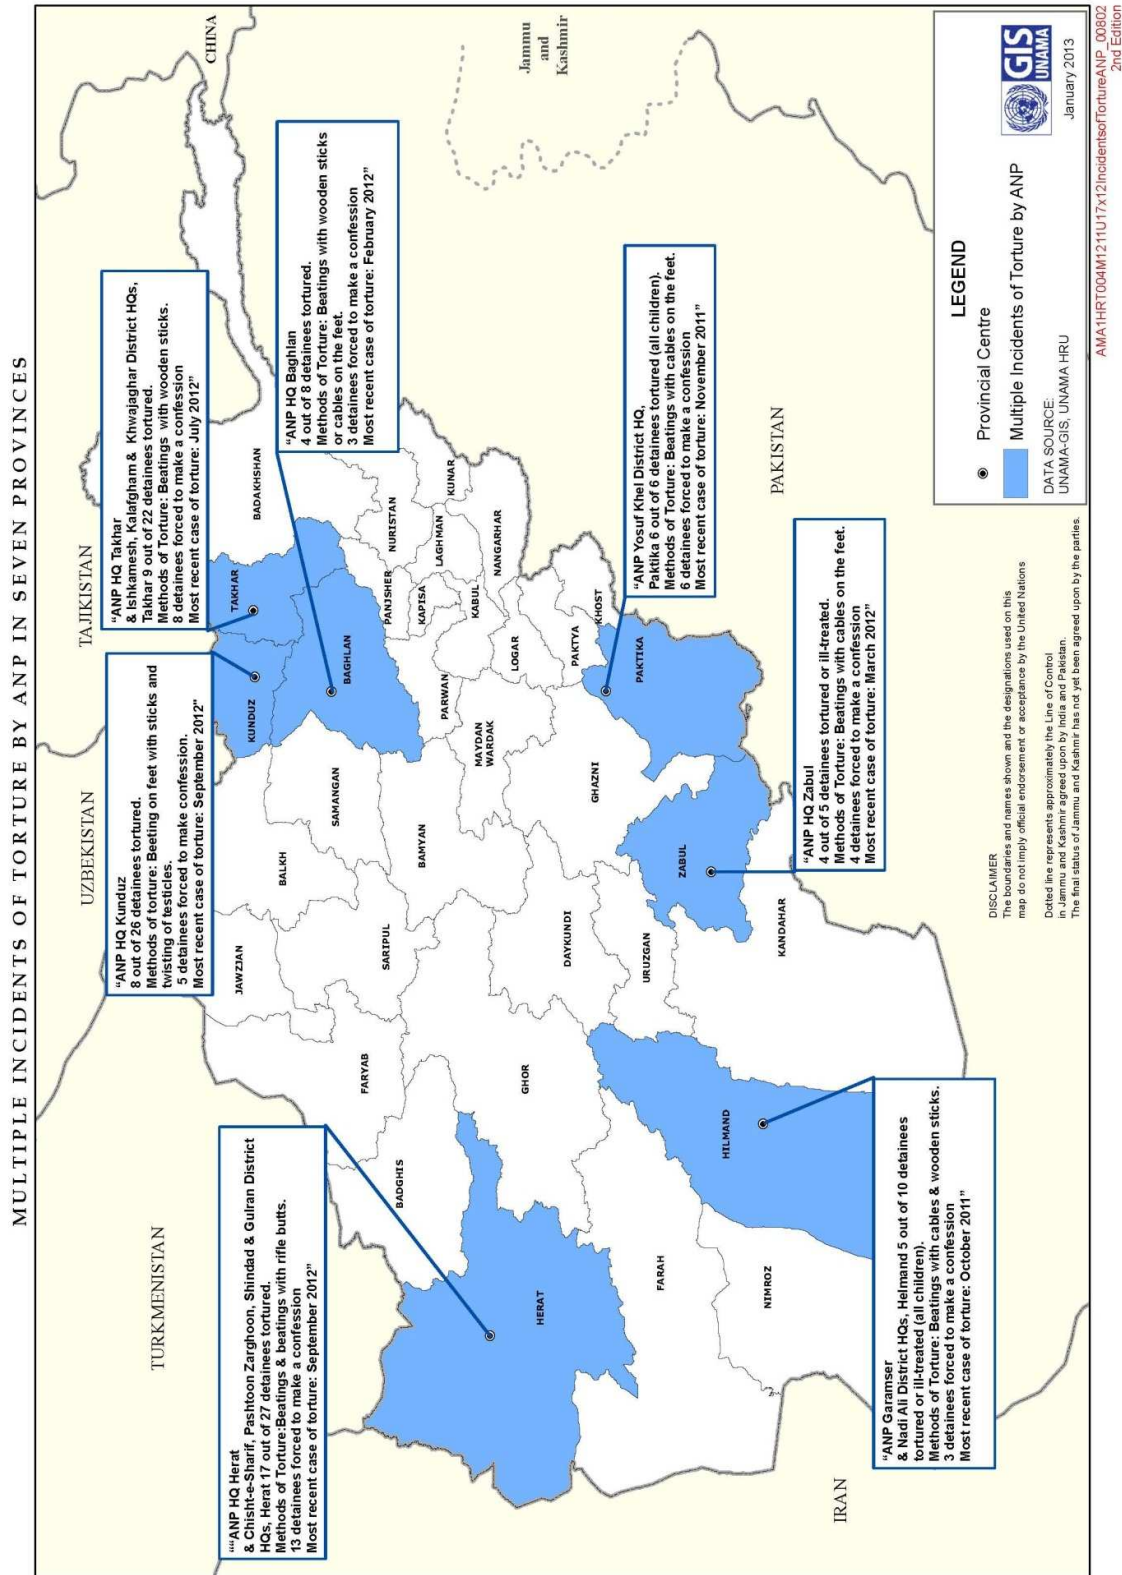 MULTIPLE INCIDENTS OF TORTURE BY ANP IN SEVEN PROVINCES
TURKMENISTAN
UZBEKISTAN
TAJIKISTAN
CHINA
Jammu
and
Kashmir
PAKISTAN
IRAN
““ANP HQ Herat
& Chisht-e-Sharif, Pashtoon Zarghoon, Shindad & Gulran District
HQs, Herat 17 out of 27 detainees tortured.
Methods of Torture:Beatings & beatings with rifle butts.
13 detainees forced to make a confession
Most recent case of torture: September 2012”
“ANP HQ Kunduz
8 out of 26 detainees tortured.
Methods of torture: Beeting on feet with sticks and
twisting of testicles.
5 detainees forced to make confession.
Most recent case of torture: September 2012”
“ANP HQ Takhar
& Ishkamesh, Kalafgham & Khwajaghar District HQs,
Takhar 9 out of 22 detainees tortured.
Methods of Torture: Beatings with wooden sticks.
8 detainees forced to make a confession
Most recent case of torture: July 2012”
“ANP HQ Baghlan
4 out of 8 detainees tortured.
Methods of Torture: Beatings with wooden sticks
or cables on the feet.
3 detainees forced to make a confession
Most recent case of torture: February 2012”
“ANP Yosuf Khel District HQ,
Paktika 6 out of 6 detainees tortured (all children).
Methods of Torture: Beatings with cables on the feet.
6 detainees forced to make a confession
Most recent case of torture: November 2011”
“ANP HQ Zabul
4 out of 5 detainees tortured or ill-treated.
Methods of Torture: Beatings with cables on the feet.
4 detainees forced to make a confession
Most recent case of torture: March 2012”
“ANP Garamser
& Nadi Ali District HQs, Helmand 5 out of 10 detainees
tortured or ill-treated (all children).
Methods of Torture: Beatings with cables & wooden sticks.
3 detainees forced to make a confession
Most recent case of torture: October 2011”
JAWZJAN
BALKH
KUNDUZ
TAKHAR
BADAKHSHAN
FARYAB
SARIPUL
SAMANGAN
BAGHLAN
BADGHIS
BAMYAN
PARWAN
PANJSHER
NURISTAN
KAPISA
LAGHMAN
KUNAR
KABUL
NANGARHAR
MAYDAN
WARDAK
LOGAR
HERAT
GHOR
DAYKUNDI
GHAZNI
PAKTYA
KHOST
PAKTIKA
URUZGAN
ZABUL
FARAH
NIMROZ
HILMAND
KANDAHAR
DISCLAIMER
The boundaries and names shown and the designations used on this
map do not imply official endorsement or acceptance by the United Nations
Dotted line represents approximately the Line of Control
in Jammu and Kashmir agreed upon by India and Pakistan.
The final status of Jammu and Kashmir has not yet been agreed upon by the parties.
LEGEND
Provincial Centre
Multiple Incidents of Torture by ANP
DATA SOURCE:
UNAMA-GIS, UNAMA HRU
GIS
UNAMA
January 2013
AMA1HRT004M1211U17x12IncidentsofTortureANP_00802
2nd Edition